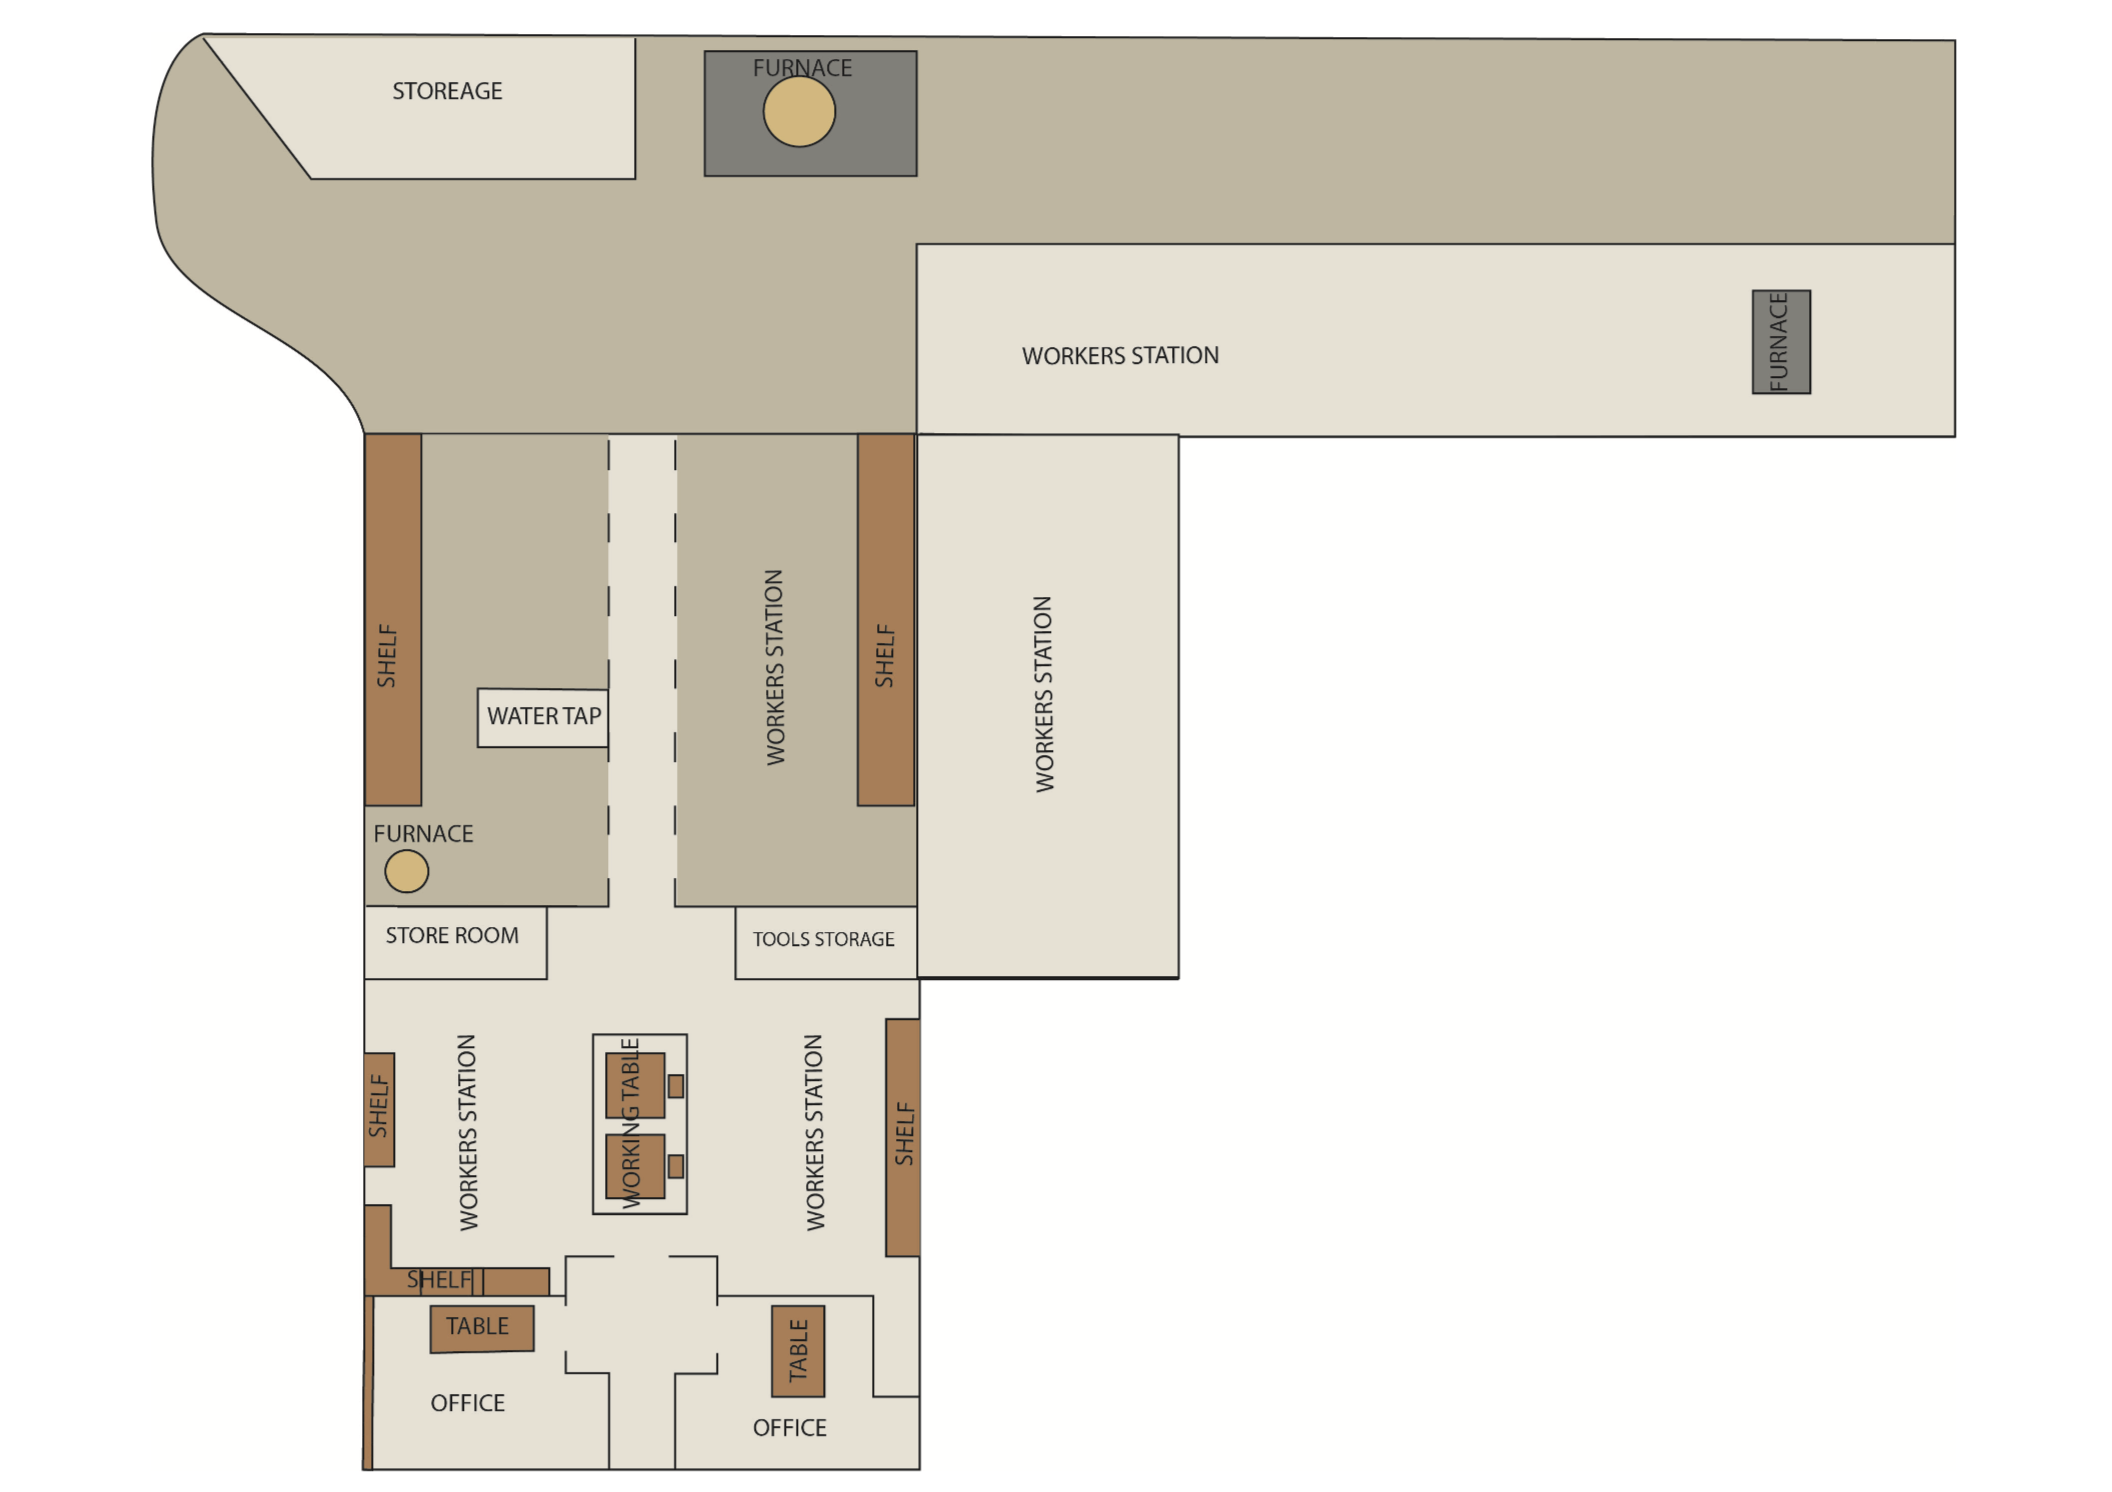 FURNACE
STOREAGE
FURNACE
WORKERS STATION
SHELF
WORKERS STATION
SHELF
WORKERS STATION
WATER TAP
FURNACE
STORE ROOM
TOOLS STORAGE
SHELF
WORKERS STATION
WORKING TABLE
WORKERS STATION
SHELF
SHELF
TABLE
TABLE
OFFICE
OFFICE